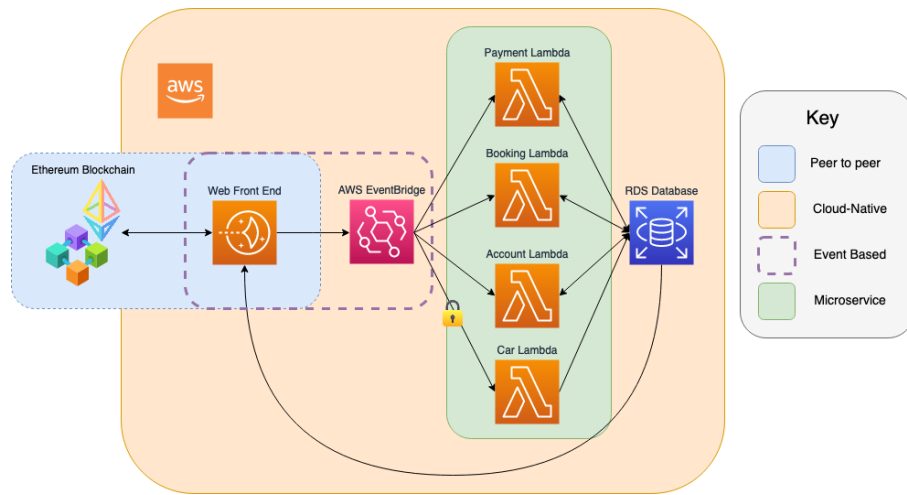 aws
Payment Lambda
Ethereum Blockchain
Web Front End
AWS EventBridge
Booking Lambda
RDS Database
Account Lambda
Car Lambda
Key
Peer to peer
Cloud-Native
Event Based
Microservice